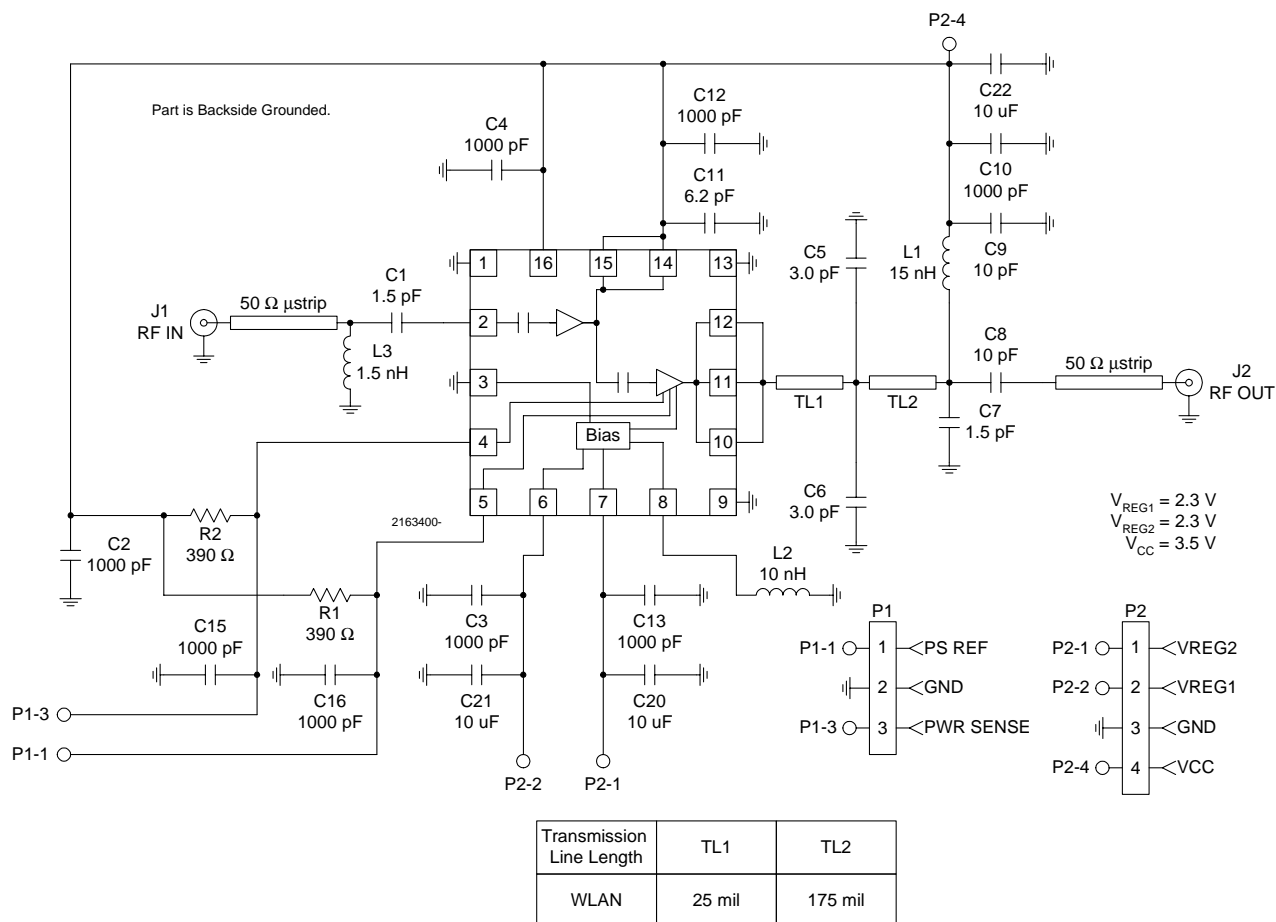 P2-4
Part is Backside Grounded.
C22
10 uF
C12
1000 pF
C4
1000 pF
C10
1000 pF
C11
6.2 pF
C9
10 pF
L1
15 nH
C5
3.0 pF
1
16
15
14
13
J1
RF IN
50 Ω µstrip
C1
1.5 pF
L3
1.5 nH
2
12
3
11
4
10
Bias
5
6
7
8
9
TL1
TL2
C8
10 pF
50 Ω µstrip
J2
RF OUT
C7
1.5 pF
C6
3.0 pF
2163400-
R2
390 Ω
C2
1000 pF
R1
390 Ω
C15
1000 pF
C16
1000 pF
C3
1000 pF
C21
10 uF
C13
1000 pF
C20
10 uF
L2
10 nH
VREG1 = 2.3 V
VREG2 = 2.3 V
VCC = 3.5 V
P1-3
P1-1
P2-2
P2-1
P1
P1-1 1 PS REF
2 GND
P1-3 3 PWR SENSE
P2
P2-1 1 VREG2
P2-2 2 VREG1
3 GND
P2-4 4 VCC
Transmission
Line Length
TL1
TL2
WLAN
25 mil
175 mil